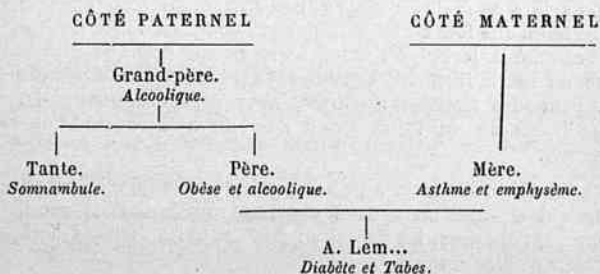 CÔTÉ PATERNEL
CÔTÉ MATERNEL
Grand-père.
Alcoolique.
Tante.
Somnambule.
Père.
Obèse et alcoolique.
Mère.
Asthme et emphysème.
A. Lem...
Diabète et Tabes.